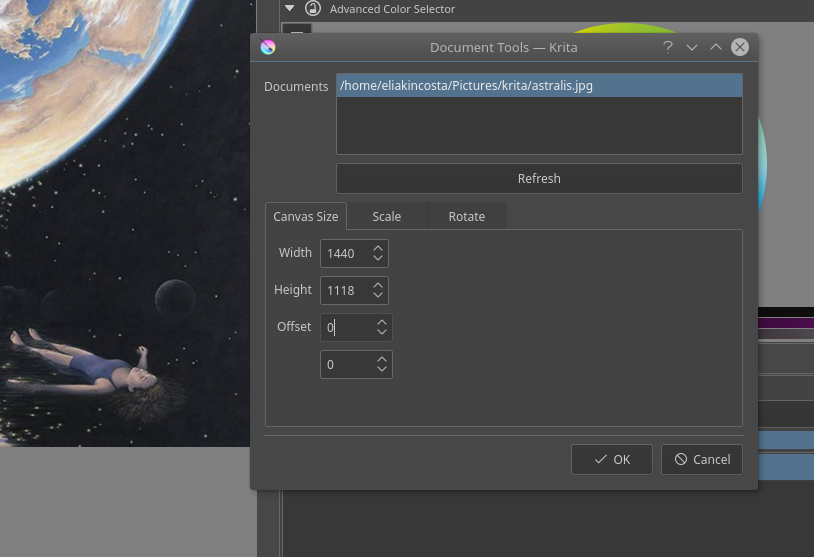 Advanced Color Selector
Document Tools — Krita
Documents
/home/eliakincosta/Pictures/krita/astralis.jpg
Refresh
Canvas Size
Scale
Rotate
Width
1440
Height
1118
Offset
0
0
OK
Cancel